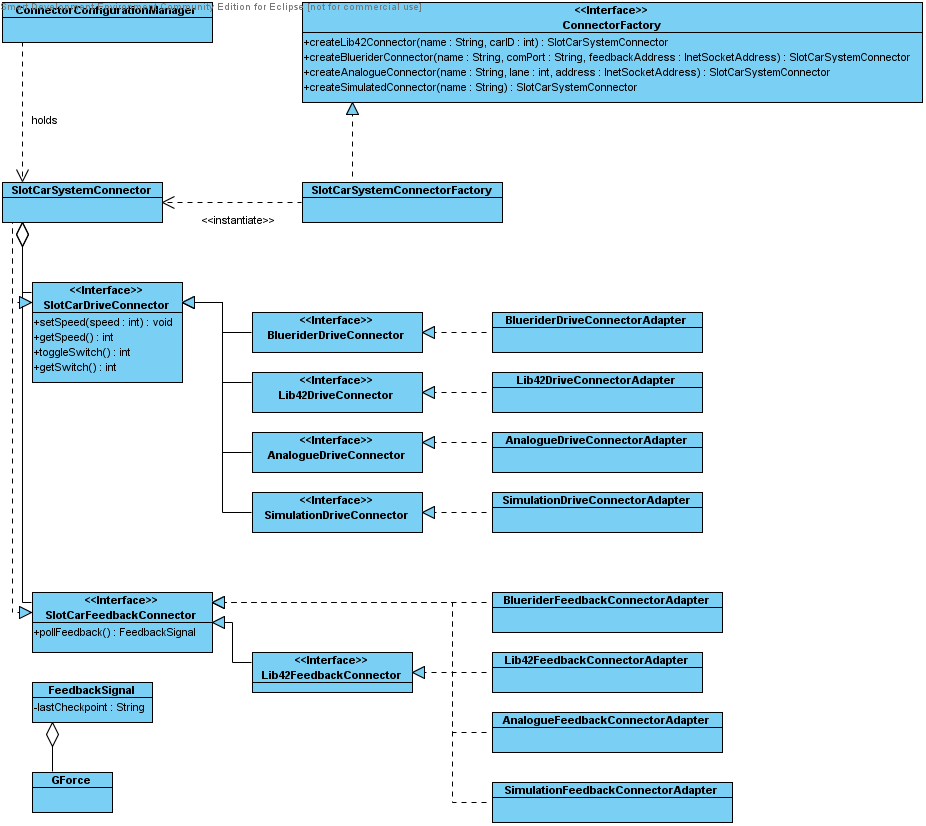 Smart Development Environment Community Edition for Eclipse [not for commercial use]
ConnectorConfigurationManager
<<Interface>>
ConnectorFactory
+createLib42Connector(name : String, carID : int) : SlotCarSystemConnector
+createBlueriderConnector(name : String, comPort : String, feedbackAddress : InetSocketAddress) : SlotCarSystemConnector
+createAnalogueConnector(name : String, lane : int, address : InetSocketAddress) : SlotCarSystemConnector
+createSimulatedConnector(name : String) : SlotCarSystemConnector
holds
SlotCarSystemConnector
SlotCarSystemConnectorFactory
<<instantiate>>
<<Interface>>
SlotCarDriveConnector
+setSpeed(speed : int) : void
+getSpeed() : int
+toggleSwitch() : int
+getSwitch() : int
<<Interface>>
BlueriderDriveConnector
BlueriderDriveConnectorAdapter
<<Interface>>
Lib42DriveConnector
Lib42DriveConnectorAdapter
<<Interface>>
AnalogueDriveConnector
AnalogueDriveConnectorAdapter
<<Interface>>
SimulationDriveConnector
SimulationDriveConnectorAdapter
<<Interface>>
SlotCarFeedbackConnector
+pollFeedback() : FeedbackSignal
BlueriderFeedbackConnectorAdapter
<<Interface>>
Lib42FeedbackConnector
Lib42FeedbackConnectorAdapter
FeedbackSignal
-lastCheckpoint : String
AnalogueFeedbackConnectorAdapter
GForce
SimulationFeedbackConnectorAdapter